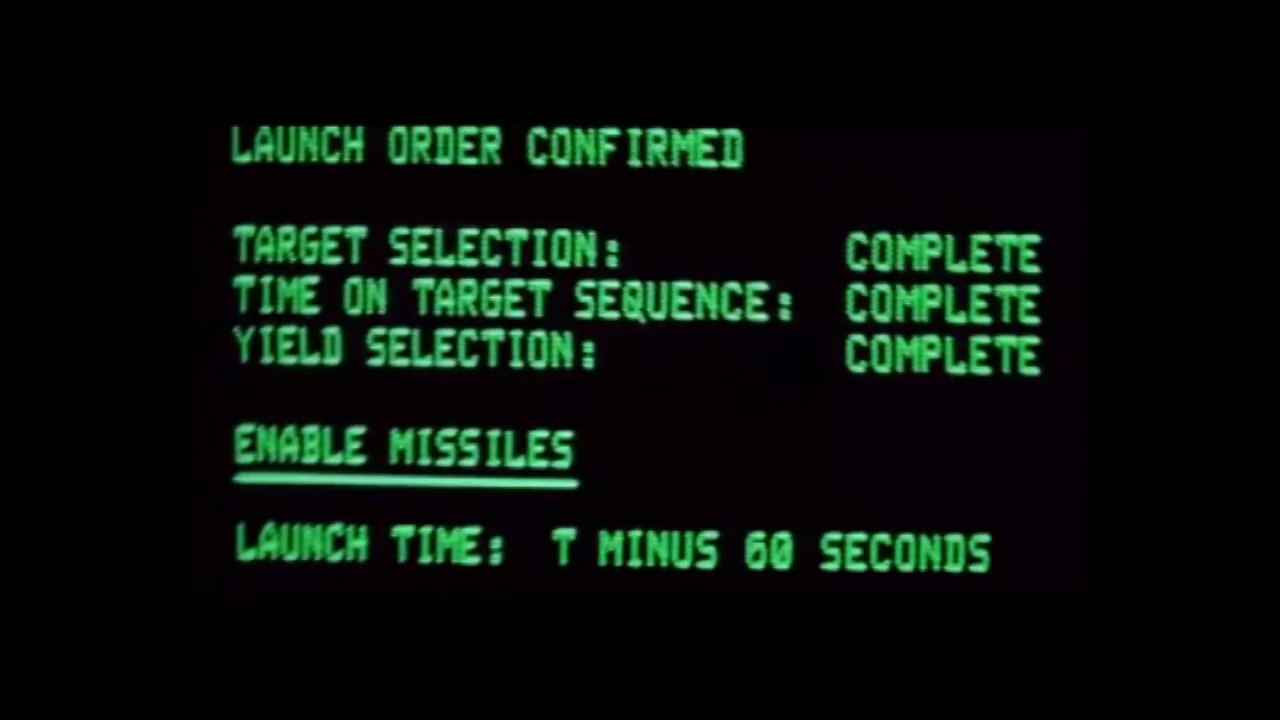 LAUNCH ORDER CONFIRMED
TARGET SELECTION: COMPLETE
TIME ON TARGET SEQUENCE: COMPLETE
YIELD SELECTION: COMPLETE
ENABLE MISSILES
LAUNCH TIME: T MINUS 60 SECONDS